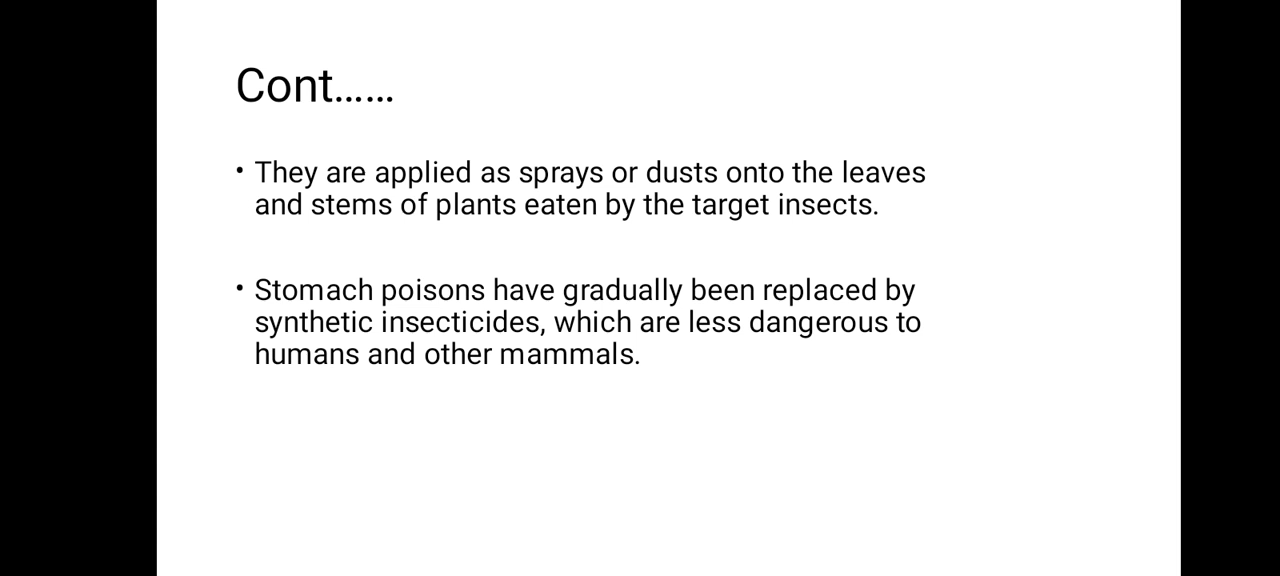 Cont......
• They are applied as sprays or dusts onto the leaves
and stems of plants eaten by the target insects.
• Stomach poisons have gradually been replaced by
synthetic insecticides, which are less dangerous to
humans and other mammals.